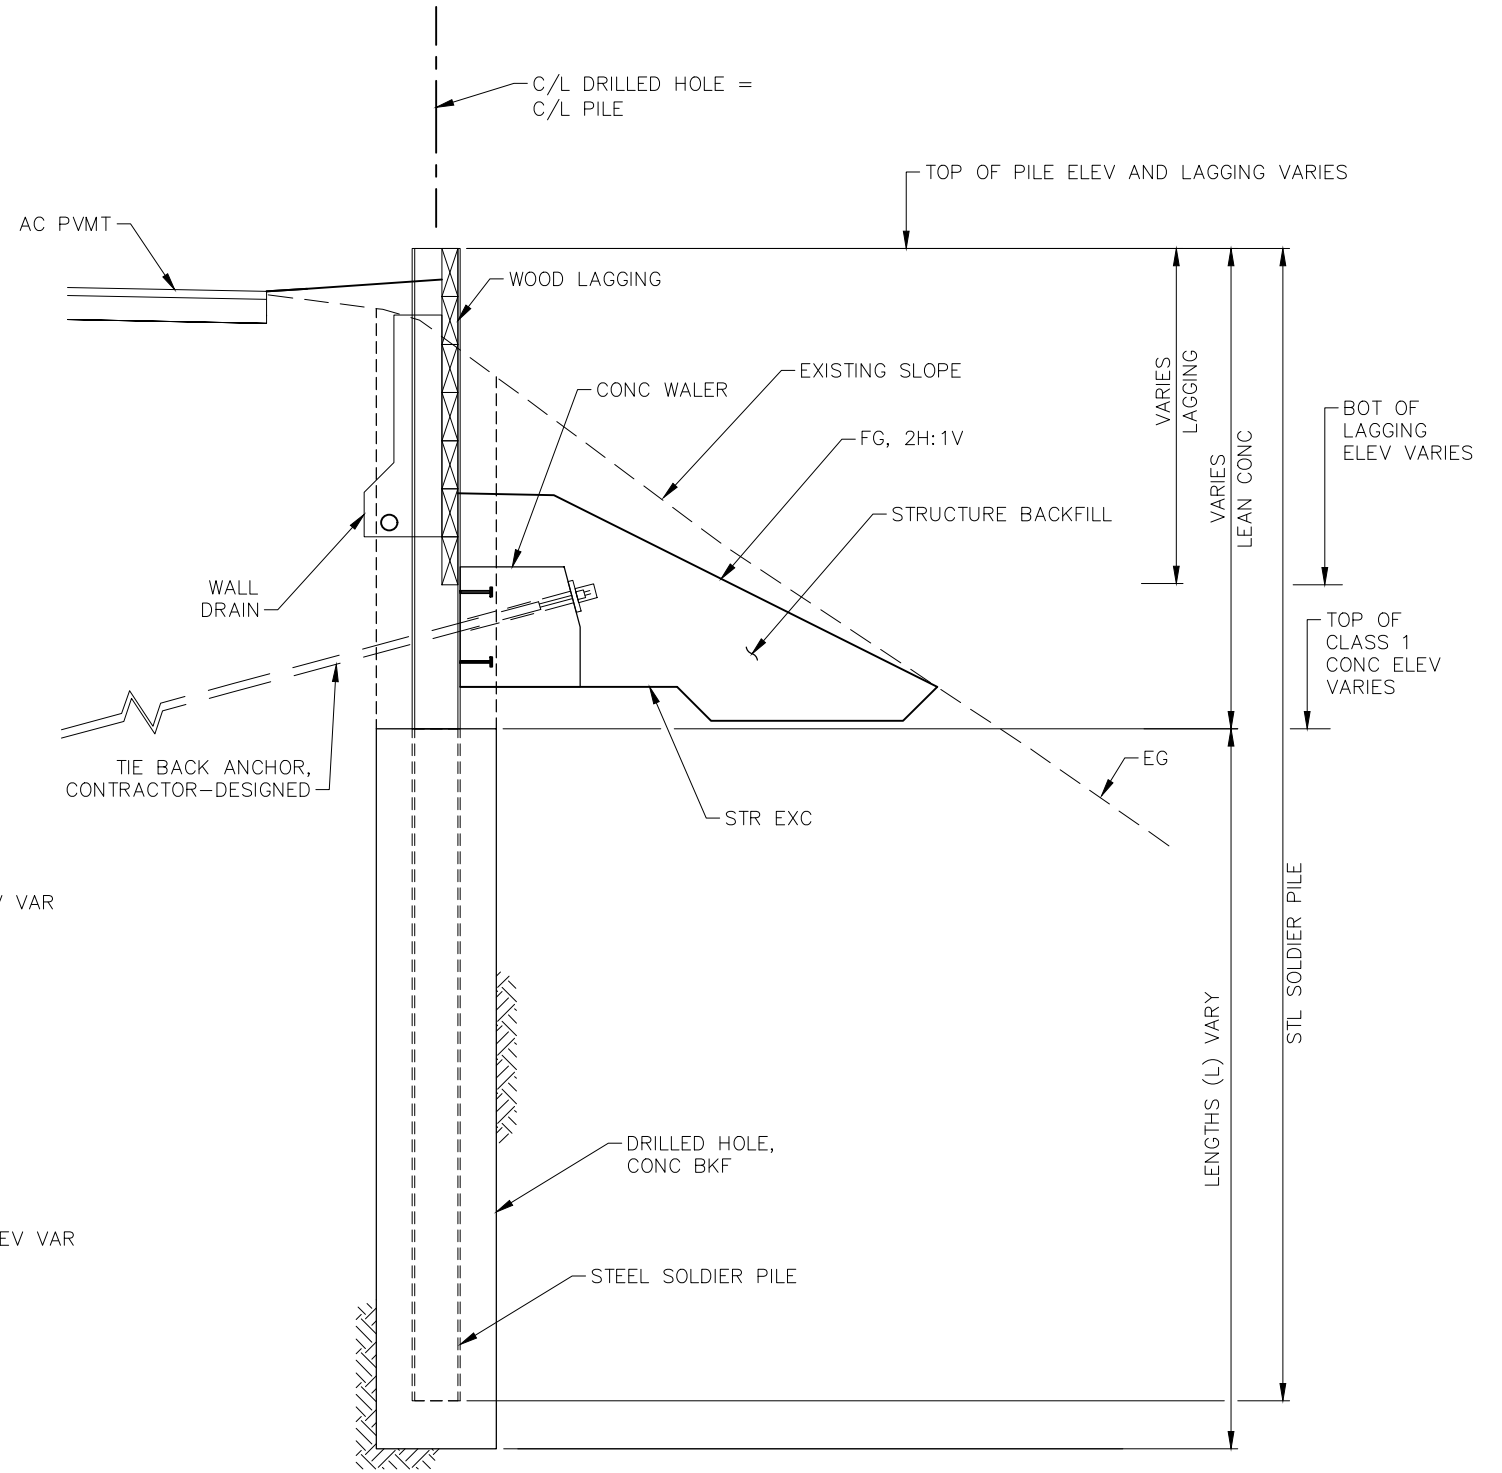 C/L DRILLED HOLE =
C/L PILE
TOP OF PILE ELEV AND LAGGING VARIES
AC PVMT
WOOD LAGGING
EXISTING SLOPE
CONC WALER
FG, 2H:1V
STRUCTURE BACKFILL
VARIES
LAGGING
VARIES
LEAN CONC
BOT OF
LAGGING
ELEV VARIES
WALL
DRAIN
TOP OF
CLASS 1
CONC ELEV
VARIES
TIE BACK ANCHOR,
CONTRACTOR-DESIGNED
EG
STR EXC
VAR
STL SOLDIER PILE
LENGTHS (L) VARY
DRILLED HOLE,
CONC BKF
EV VAR
STEEL SOLDIER PILE